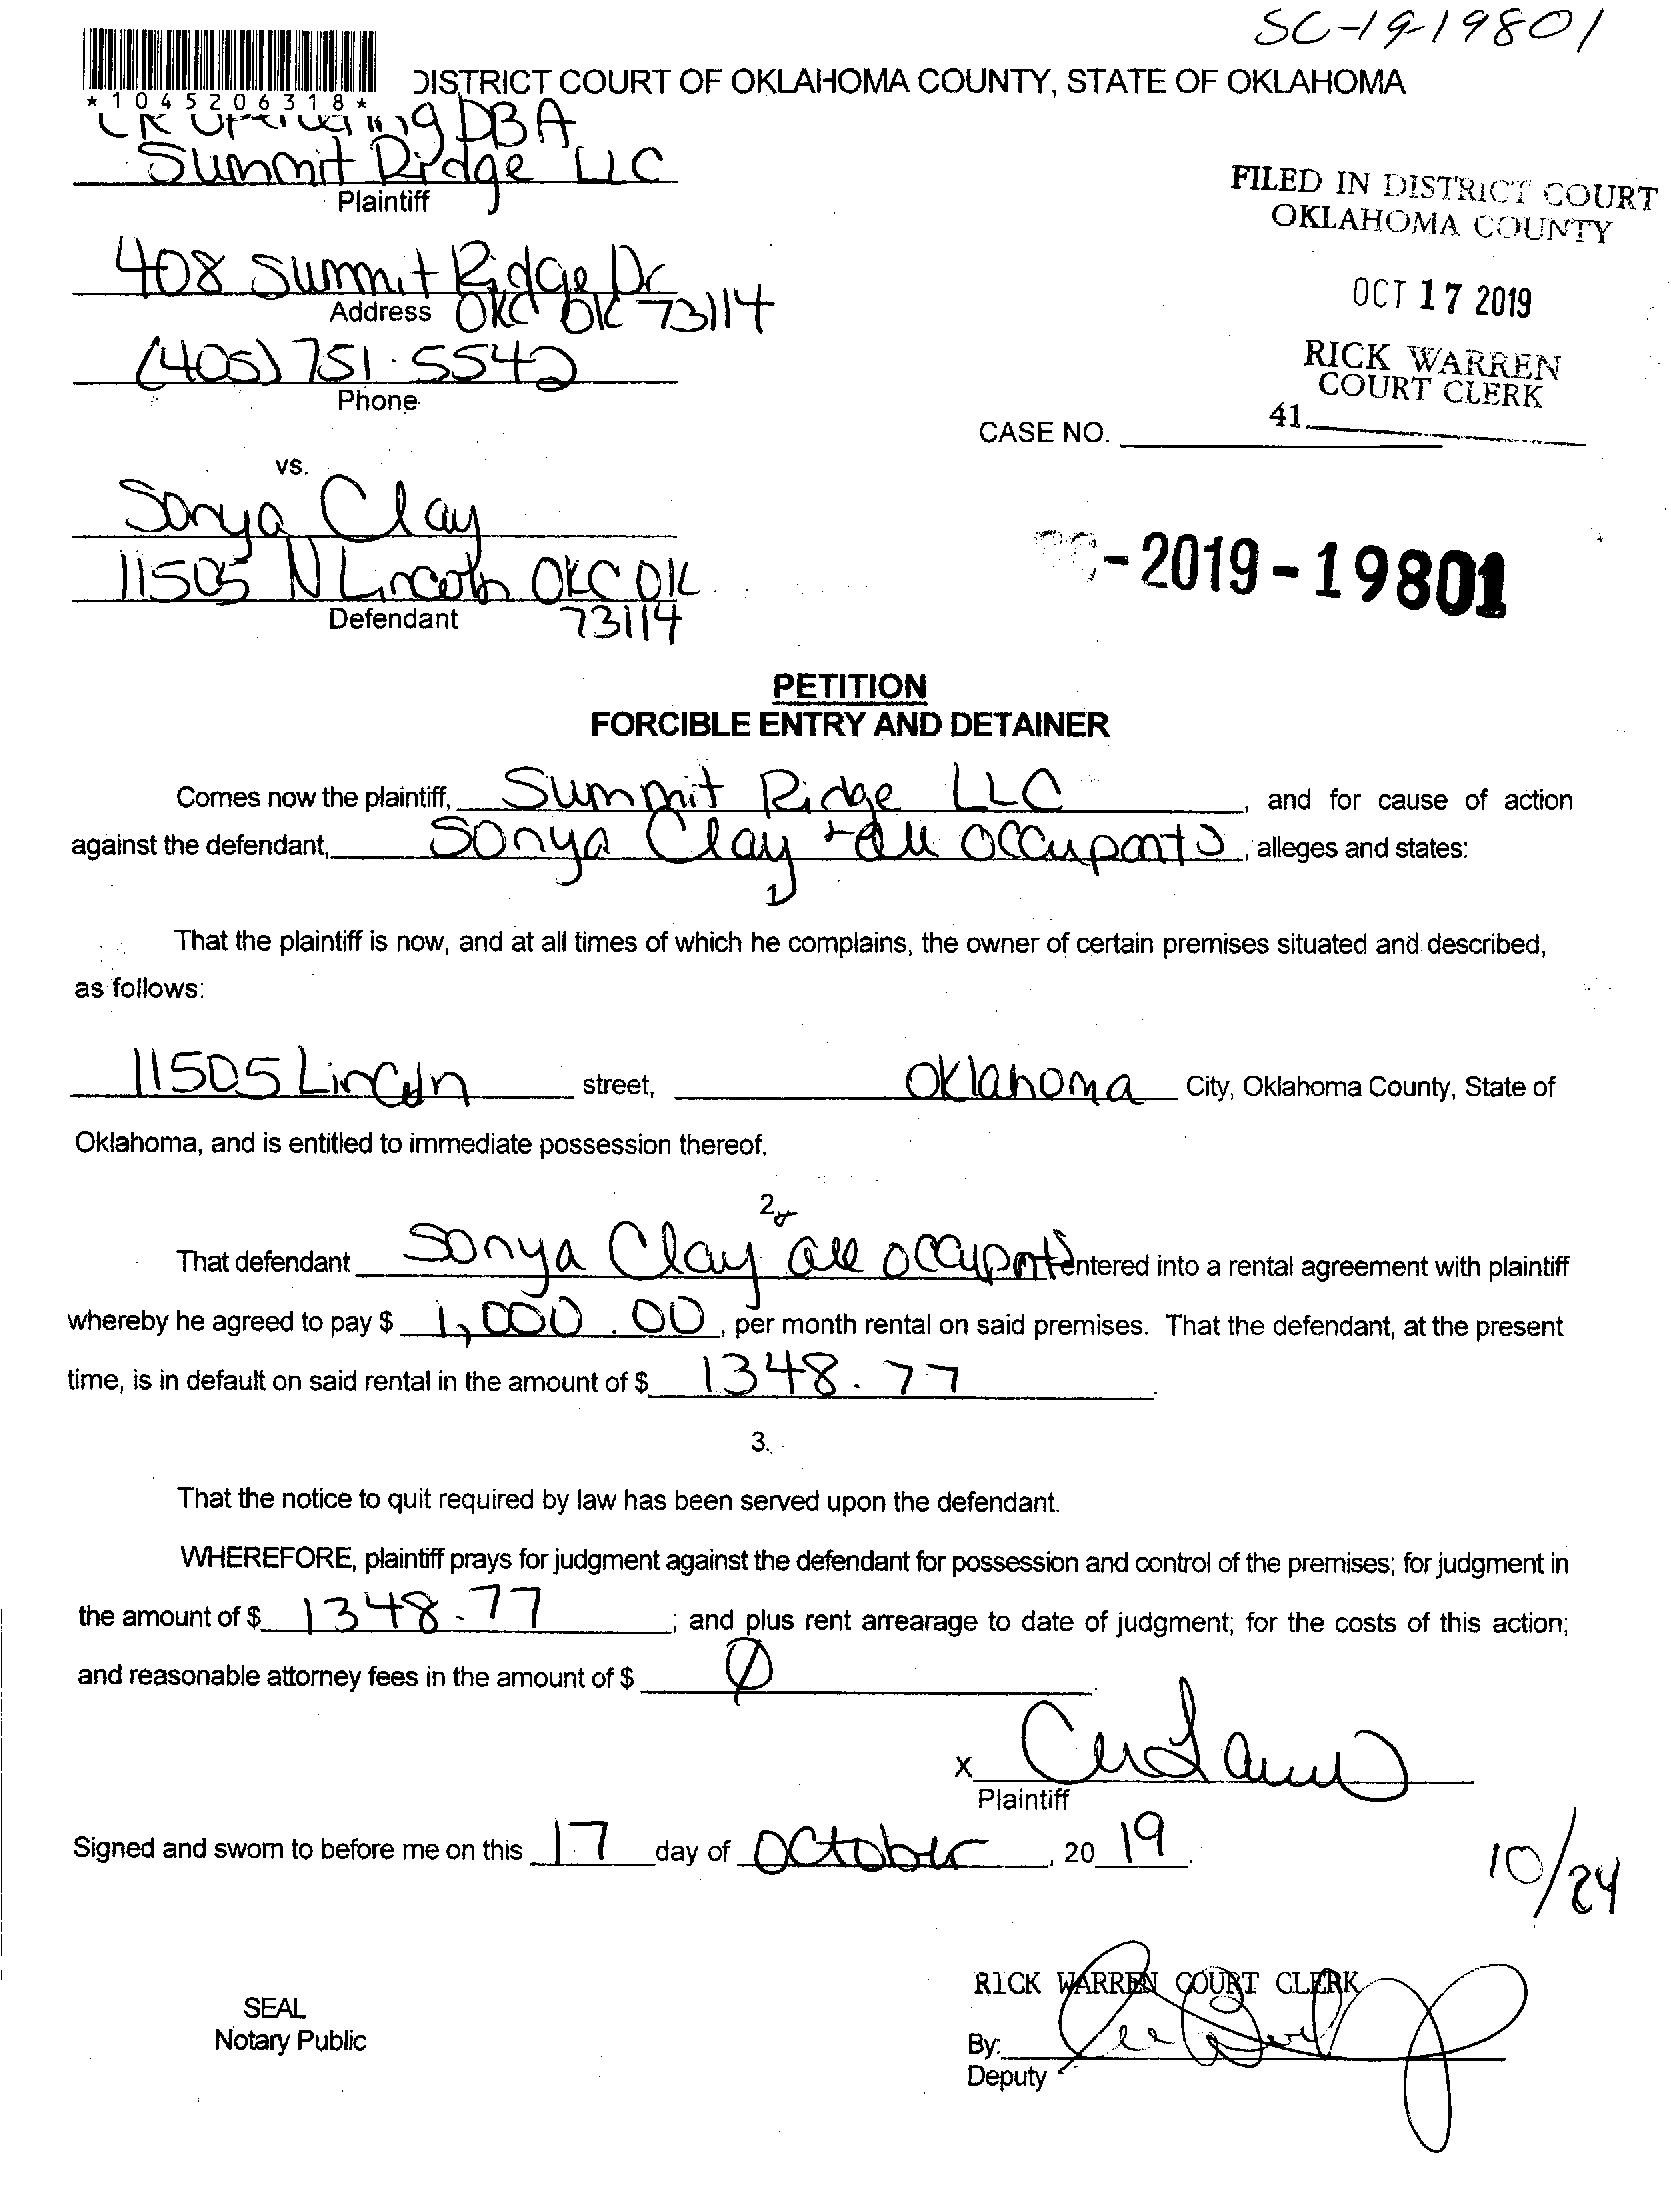 SC-19-19801
*1045206318*
DISTRICT COURT OF OKLAHOMA COUNTY, STATE OF OKLAHOMA
DBA
Summit Ridge LLC
Plaintiff
FILED IN DISTRICT COURT
OKLAHOMA COUNTY
408 Summit Ridge Dr
Address OKC OK 73114
OCT 17 2019
(405) 751-5542
Phone
RICK WARREN
COURT CLERK
41
CASE NO.
vs.
Sonya Clay
11505 N Lincoln OKC OK
Defendant 73114
-2019-19801
PETITION
FORCIBLE ENTRY AND DETAINER
Comes now the plaintiff, Summit Ridge LLC, and for cause of action
against the defendant, Sonya Clay + all occupants, alleges and states:
1
That the plaintiff is now, and at all times of which he complains, the owner of certain premises situated and described,
as follows:
11505 Lincoln street, Oklahoma City, Oklahoma County, State of
Oklahoma, and is entitled to immediate possession thereof.
2
That defendant Sonya Clay & all occupants entered into a rental agreement with plaintiff
whereby he agreed to pay $ 1,000.00, per month rental on said premises. That the defendant, at the present
time, is in default on said rental in the amount of $ 1348.77.
3.
That the notice to quit required by law has been served upon the defendant.
WHEREFORE, plaintiff prays for judgment against the defendant for possession and control of the premises; for judgment in
the amount of $ 1348.77; and plus rent arrearage to date of judgment; for the costs of this action;
and reasonable attorney fees in the amount of $ 0.
X
Plaintiff
Signed and sworn to before me on this 17 day of October, 20 19.
10/24
RICK WARREN COURT CLERK
SEAL
Notary Public
By:
Deputy